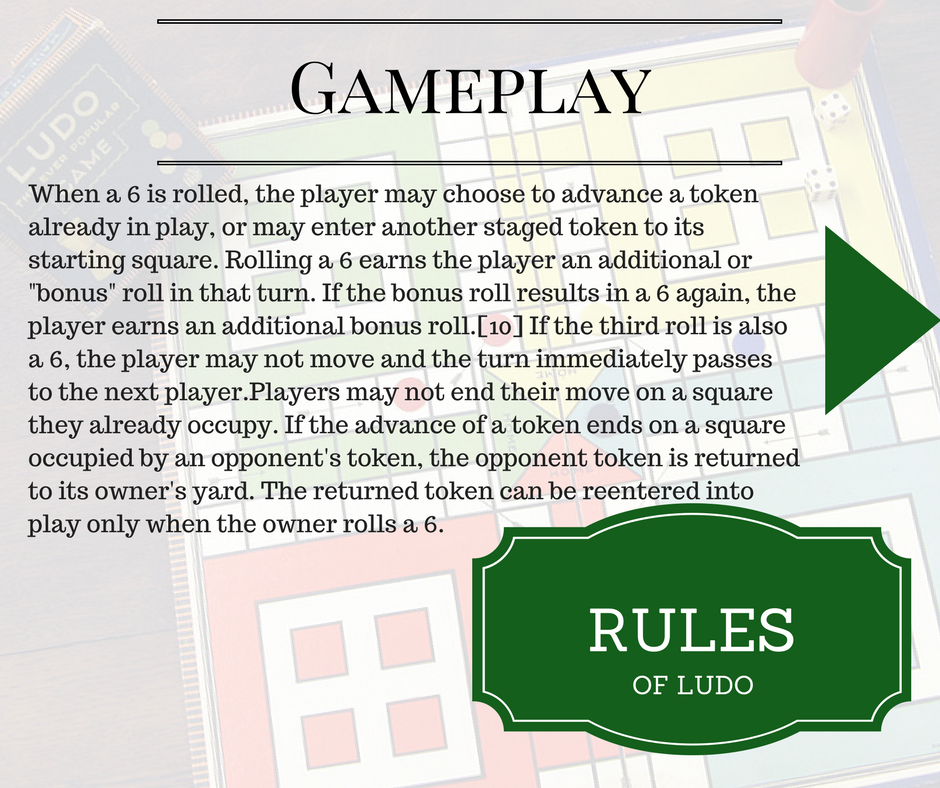 GAMEPLAY
When a 6 is rolled, the player may choose to advance a token
already in play, or may enter another staged token to its
starting square. Rolling a 6 earns the player an additional or
"bonus" roll in that turn. If the bonus roll results in a 6 again, the
player earns an additional bonus roll.[10] If the third roll is also
a 6, the player may not move and the turn immediately passes
to the next player.Players may not end their move on a square
they already occupy. If the advance of a token ends on a square
occupied by an opponent's token, the opponent token is returned
to its owner's yard. The returned token can be reentered into
play only when the owner rolls a 6.
RULES
OF LUDO
LUDO
EVER POPULAR
GAME
HOME